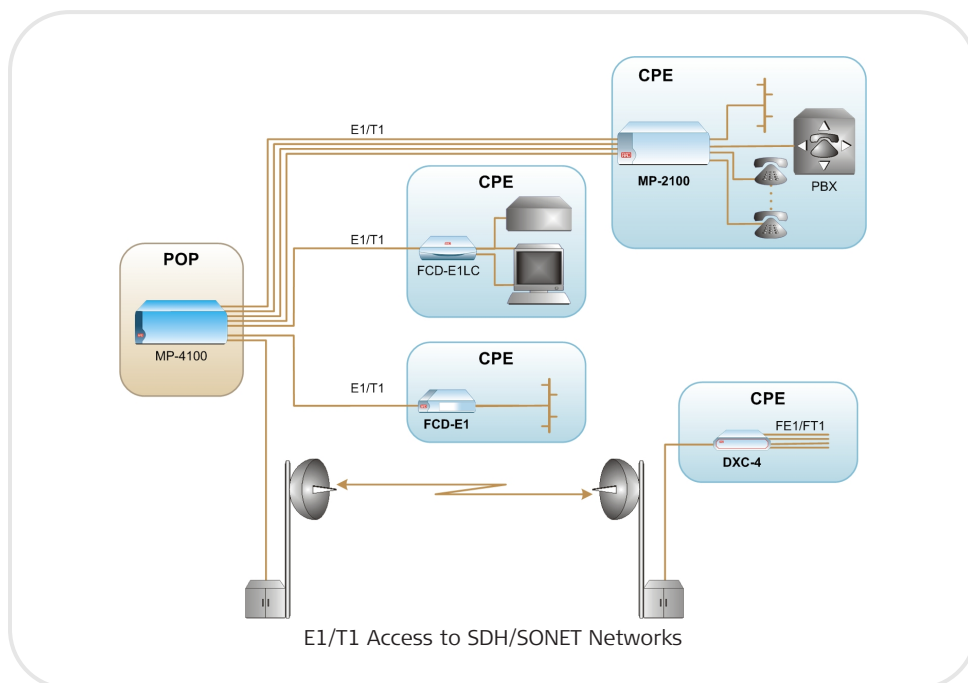 CPE
E1/T1
MP-2100
PBX
CPE
E1/T1
FCD-E1LC
POP
MP-4100
CPE
E1/T1
FCD-E1
CPE
FE1/FT1
DXC-4
E1/T1 Access to SDH/SONET Networks